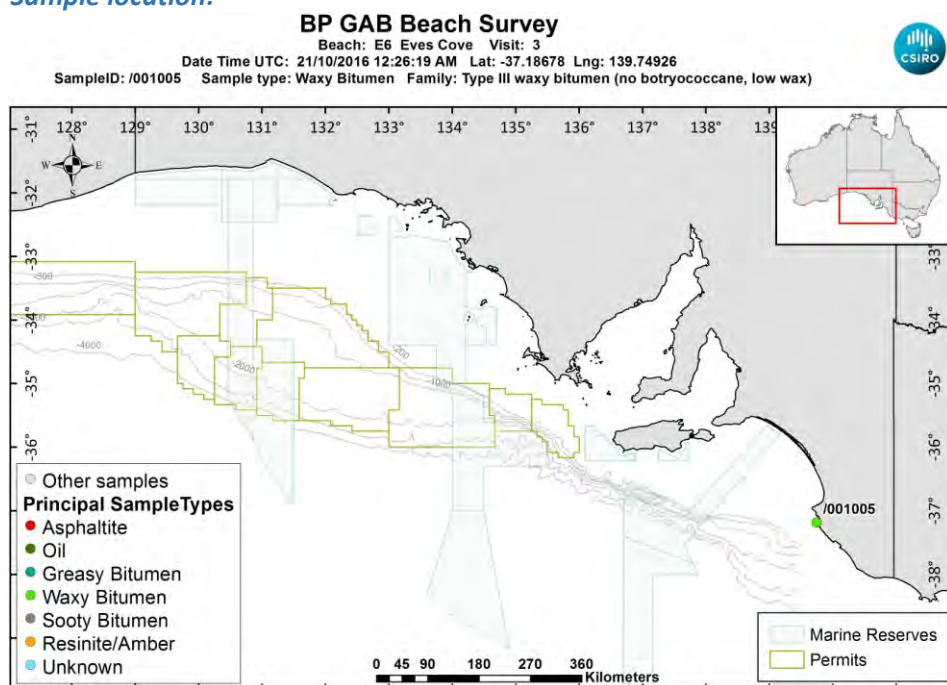 Sample location:
BP GAB Beach Survey
Beach: E6 Eves Cove Visit: 3
Date Time UTC: 21/10/2016 12:26:19 AM Lat: -37.18678 Lng: 139.74926
SampleID: /001005 Sample type: Waxy Bitumen Family: Type III waxy bitumen (no botryococcane, low wax)
CSIRO
128° 129° 130° 131° 132° 133° 134° 135° 136° 137° 138° 139
-31° -31°
-32° -32°
-33° -33°
-34° -34°
-35° -35°
-36° -36°
-37°
-38°
N
W E
S
-4000
-2000
-200
-1000
/001005
Other samples
Principal SampleTypes
Asphaltite
Oil
Greasy Bitumen
Waxy Bitumen
Sooty Bitumen
Resinite/Amber
Unknown
0 45 90 180 270 360
Kilometers
Marine Reserves
Permits